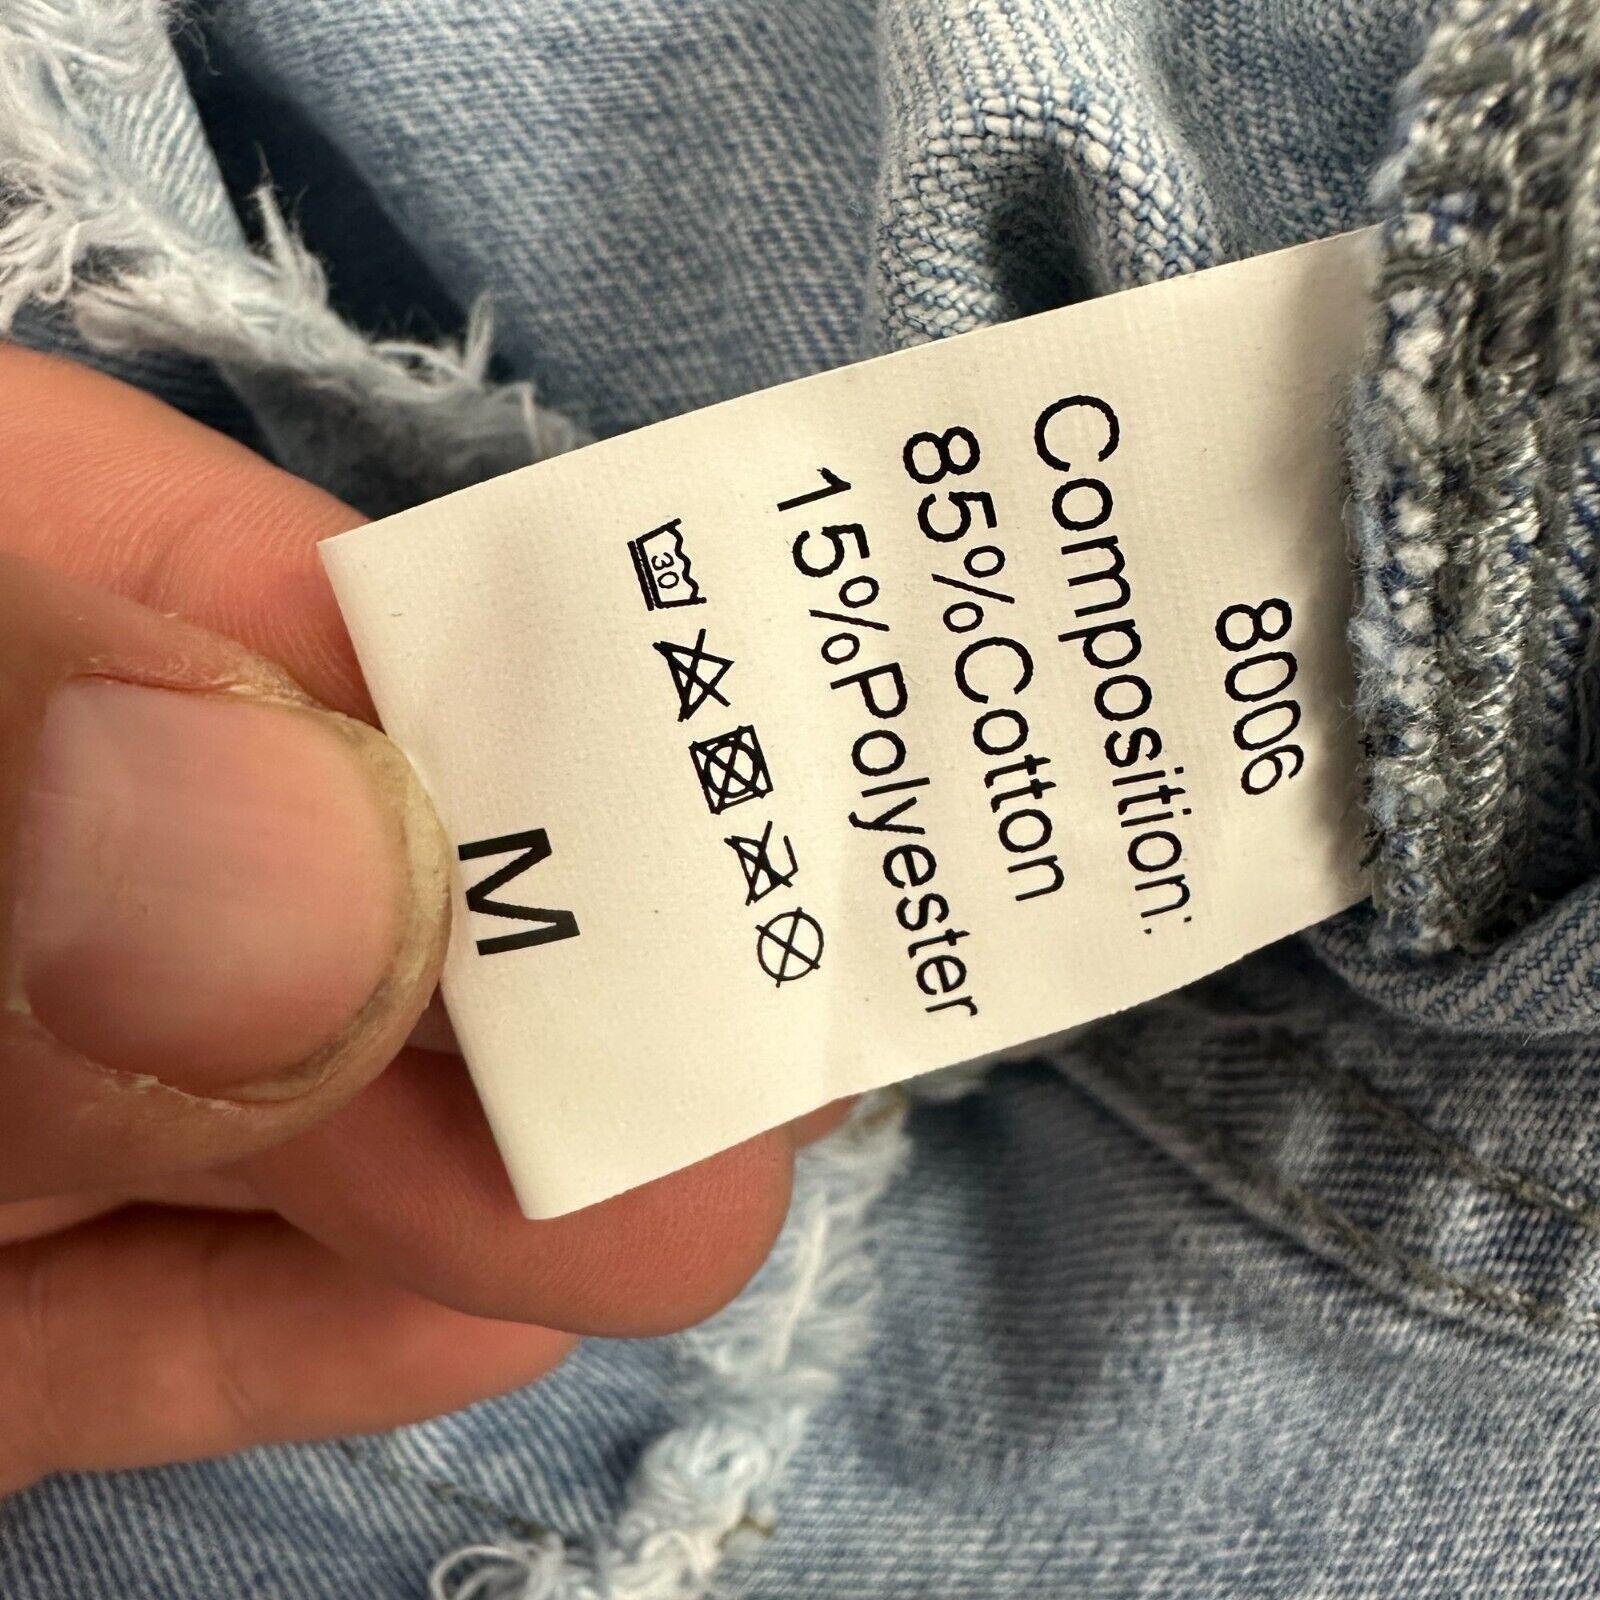 8006
Composition:
85%Cotton
15%Polyester
30
M